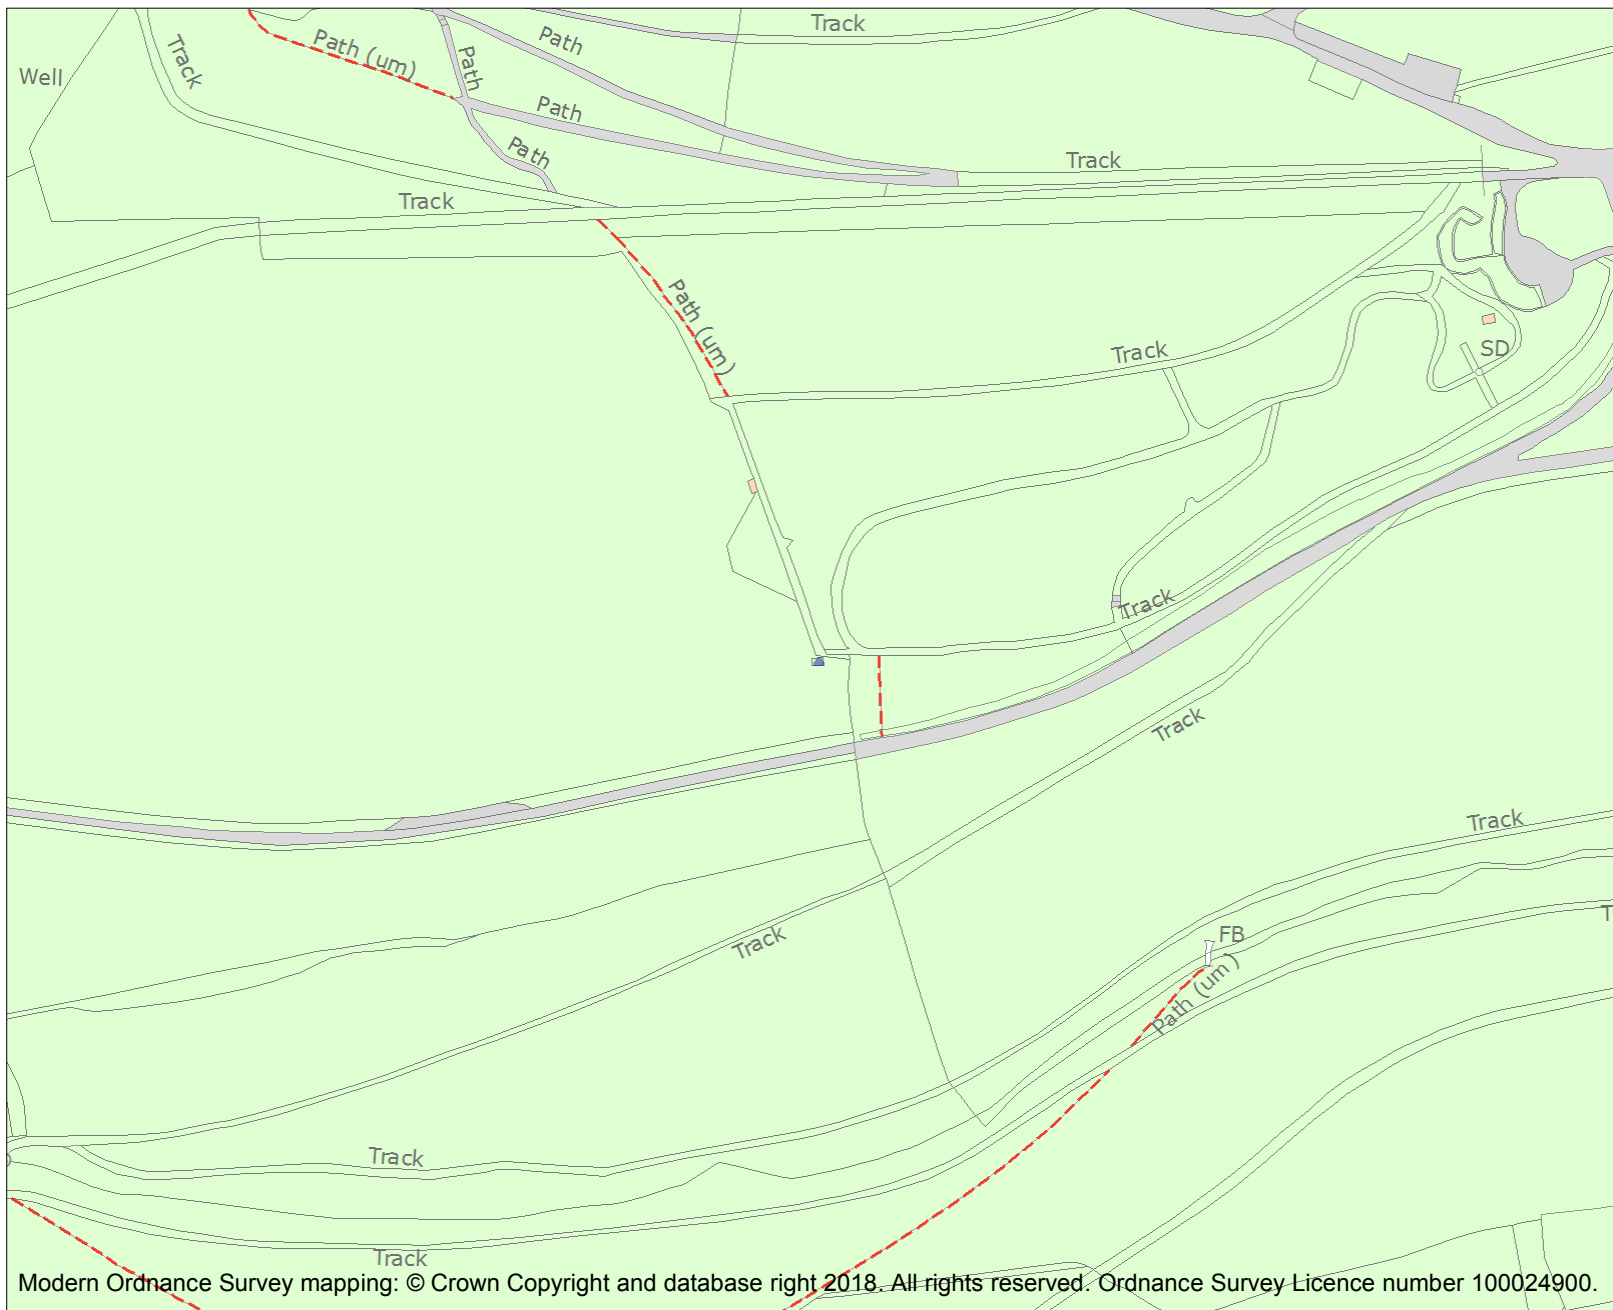 Track
Path
Path (um)
Track
Path
Well
Path
Path
Track
Track
Path (um)
SD
Track
Track
Track
Track
T
FB
Track
Path (um)
Track
Track
Modern Ordnance Survey mapping: © Crown Copyright and database right 2018. All rights reserved. Ordnance Survey Licence number 100024900.